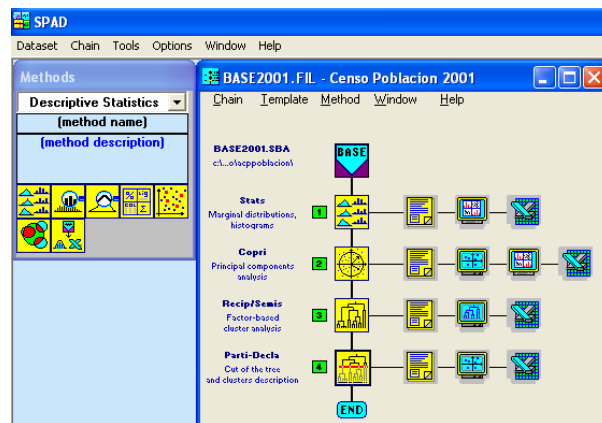 SPAD
Dataset Chain Tools Options Window Help
Methods
Descriptive Statistics
(method name)
(method description)
BASE2001.FIL - Censo Poblacion 2001
Chain Template Method Window Help
BASE2001.SBA
c:\...o\acppoblacion\
BASE
Stats
Marginal distributions,
histograms
1
Copri
Principal components
analysis
2
Recip/Semis
Factor-based
cluster analysis
3
Parti-Decla
Cut of the tree
and clusters description
4
END